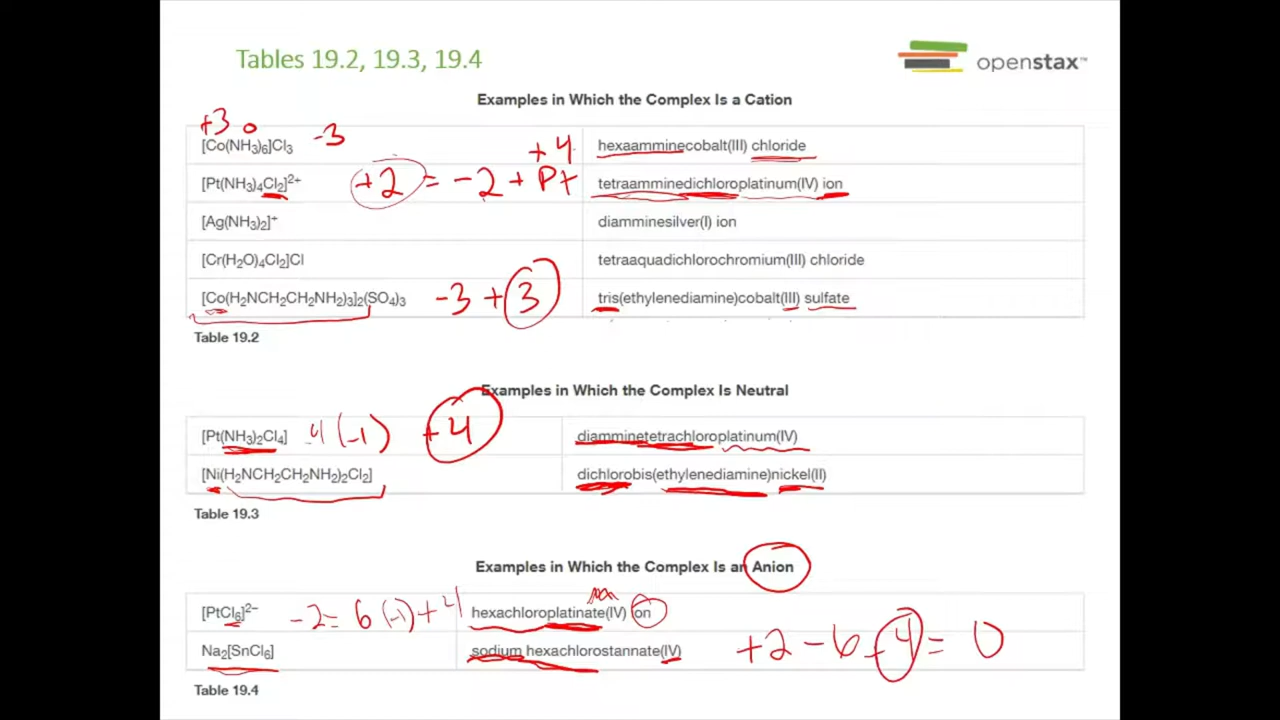 Tables 19.2, 19.3, 19.4
openstax™
Examples in Which the Complex Is a Cation
+3 0
[Co(NH3)6]Cl3 -3 hexaamminecobalt(III) chloride
+4
[Pt(NH3)4Cl2]2+ +2 = -2 + Pt tetraamminedichloroplatinum(IV) ion
[Ag(NH3)2]+ diamminesilver(I) ion
[Cr(H2O)4Cl2]Cl tetraaquadichlorochromium(III) chloride
[Co(H2NCH2CH2NH2)3]2(SO4)3 -3 + 3 tris(ethylenediamine)cobalt(III) sulfate
Table 19.2
Examples in Which the Complex Is Neutral
[Pt(NH3)2Cl4] 4(-1) +4 diamminetetrachloroplatinum(IV)
[Ni(H2NCH2CH2NH2)2Cl2] dichlorobis(ethylenediamine)nickel(II)
Table 19.3
Examples in Which the Complex Is an Anion
[PtCl6]2− -2 = 6(-1) + 4 hexachloroplatinate(IV) ion
Na2[SnCl6] sodium hexachlorostannate(IV) +2 - 6 + 4 = 0
Table 19.4